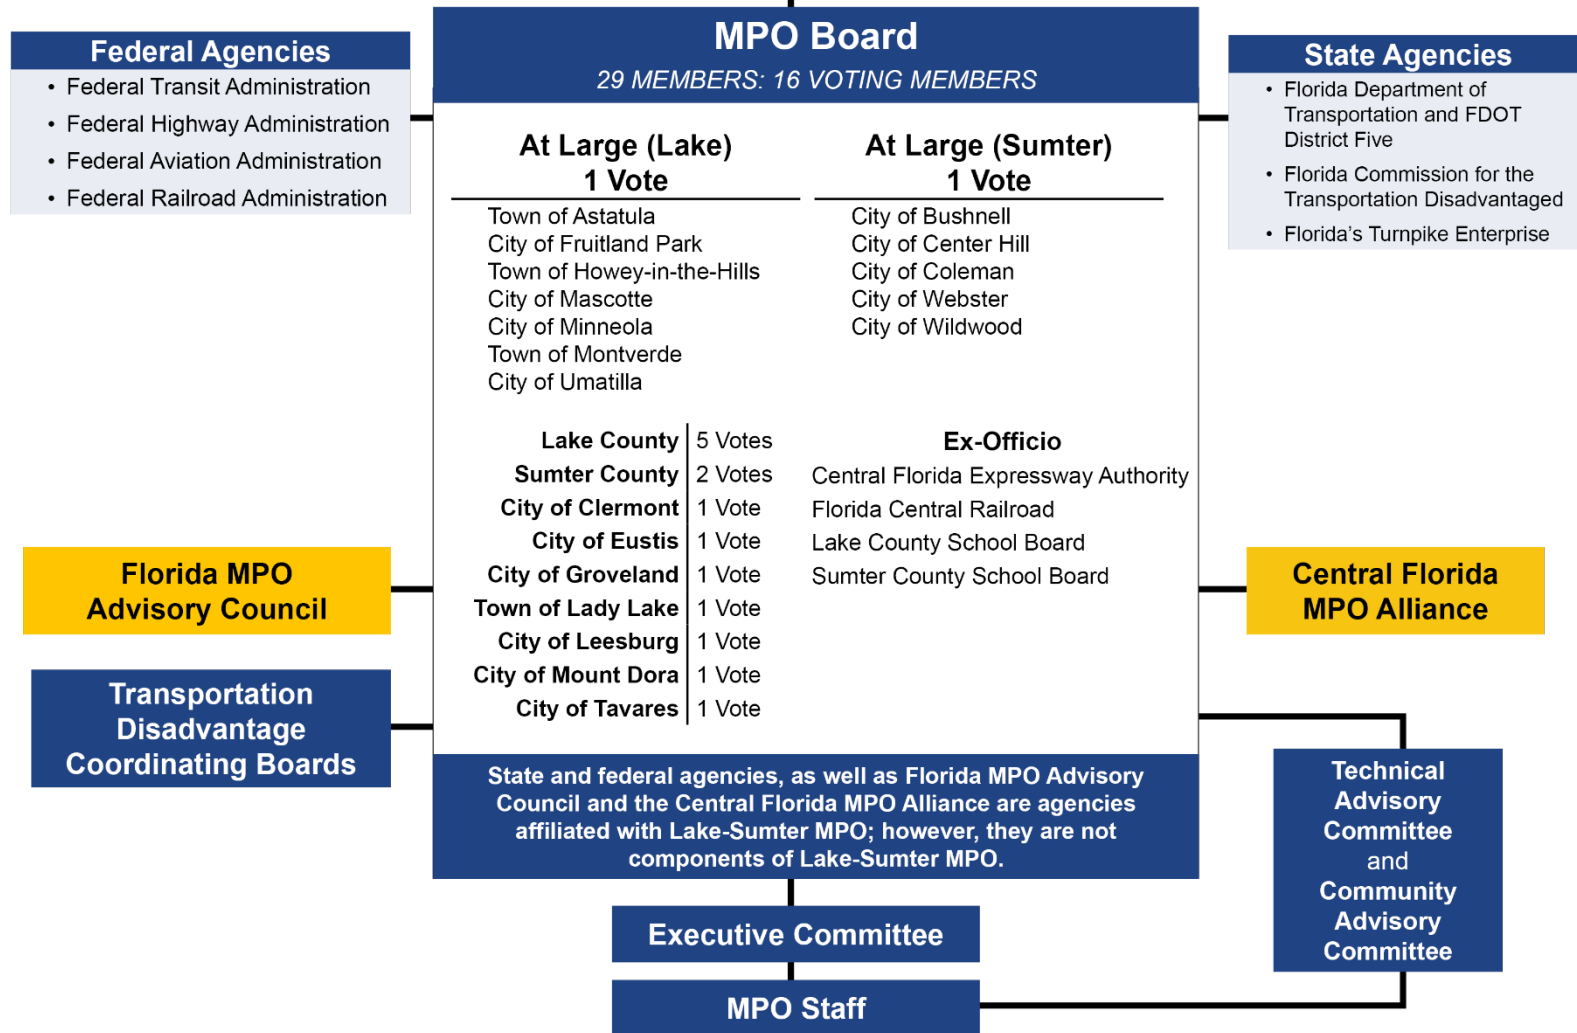 MPO Board
29 MEMBERS: 16 VOTING MEMBERS
Federal Agencies
• Federal Transit Administration
• Federal Highway Administration
• Federal Aviation Administration
• Federal Railroad Administration
State Agencies
• Florida Department of
Transportation and FDOT
District Five
• Florida Commission for the
Transportation Disadvantaged
• Florida's Turnpike Enterprise
At Large (Lake)
1 Vote
Town of Astatula
City of Fruitland Park
Town of Howey-in-the-Hills
City of Mascotte
City of Minneola
Town of Montverde
City of Umatilla
At Large (Sumter)
1 Vote
City of Bushnell
City of Center Hill
City of Coleman
City of Webster
City of Wildwood
Lake County 5 Votes
Sumter County 2 Votes
City of Clermont 1 Vote
City of Eustis 1 Vote
City of Groveland 1 Vote
Town of Lady Lake 1 Vote
City of Leesburg 1 Vote
City of Mount Dora 1 Vote
City of Tavares 1 Vote
Ex-Officio
Central Florida Expressway Authority
Florida Central Railroad
Lake County School Board
Sumter County School Board
Florida MPO
Advisory Council
Central Florida
MPO Alliance
Transportation
Disadvantage
Coordinating Boards
State and federal agencies, as well as Florida MPO Advisory
Council and the Central Florida MPO Alliance are agencies
affiliated with Lake-Sumter MPO; however, they are not
components of Lake-Sumter MPO.
Technical
Advisory
Committee
and
Community
Advisory
Committee
Executive Committee
MPO Staff